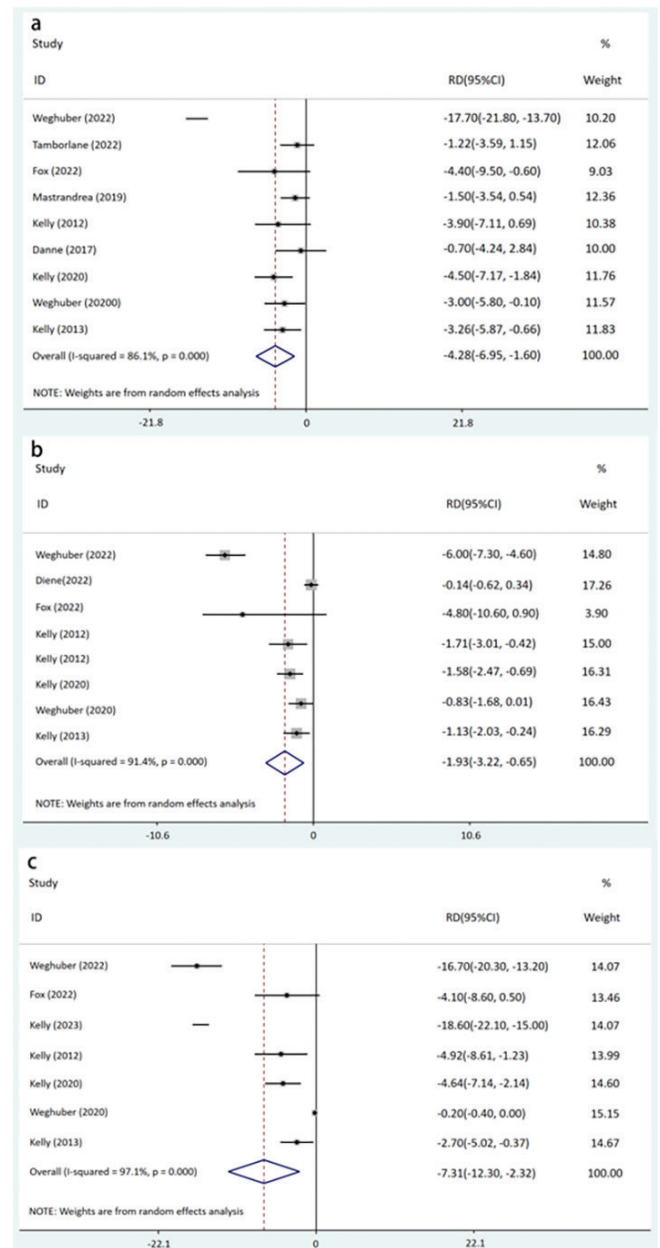 a
Study %
ID RD(95%CI) Weight
Weghuber (2022) -17.70(-21.80, -13.70) 10.20
Tamborlane (2022) -1.22(-3.59, 1.15) 12.06
Fox (2022) -4.40(-9.50, -0.60) 9.03
Mastrandrea (2019) -1.50(-3.54, 0.54) 12.36
Kelly (2012) -3.90(-7.11, 0.69) 10.38
Danne (2017) -0.70(-4.24, 2.84) 10.00
Kelly (2020) -4.50(-7.17, -1.84) 11.76
Weghuber (20200) -3.00(-5.80, -0.10) 11.57
Kelly (2013) -3.26(-5.87, -0.66) 11.83
Overall (I-squared = 86.1%, p = 0.000) -4.28(-6.95, -1.60) 100.00
NOTE: Weights are from random effects analysis
-21.8 0 21.8
b
Study %
ID RD(95%CI) Weight
Weghuber (2022) -6.00(-7.30, -4.60) 14.80
Diene(2022) -0.14(-0.62, 0.34) 17.26
Fox (2022) -4.80(-10.60, 0.90) 3.90
Kelly (2012) -1.71(-3.01, -0.42) 15.00
Kelly (2012)
Kelly (2020) -1.58(-2.47, -0.69) 16.31
Weghuber (2020) -0.83(-1.68, 0.01) 16.43
Kelly (2013) -1.13(-2.03, -0.24) 16.29
Overall (I-squared = 91.4%, p = 0.000) -1.93(-3.22, -0.65) 100.00
NOTE: Weights are from random effects analysis
-10.6 0 10.6
c
Study %
ID RD(95%CI) Weight
Weghuber (2022) -16.70(-20.30, -13.20) 14.07
Fox (2022) -4.10(-8.60, 0.50) 13.46
Kelly (2023) -18.60(-22.10, -15.00) 14.07
Kelly (2012) -4.92(-8.61, -1.23) 13.99
Kelly (2020) -4.64(-7.14, -2.14) 14.60
Weghuber (2020) -0.20(-0.40, 0.00) 15.15
Kelly (2013) -2.70(-5.02, -0.37) 14.67
Overall (I-squared = 97.1%, p = 0.000) -7.31(-12.30, -2.32) 100.00
NOTE: Weights are from random effects analysis
-22.1 0 22.1